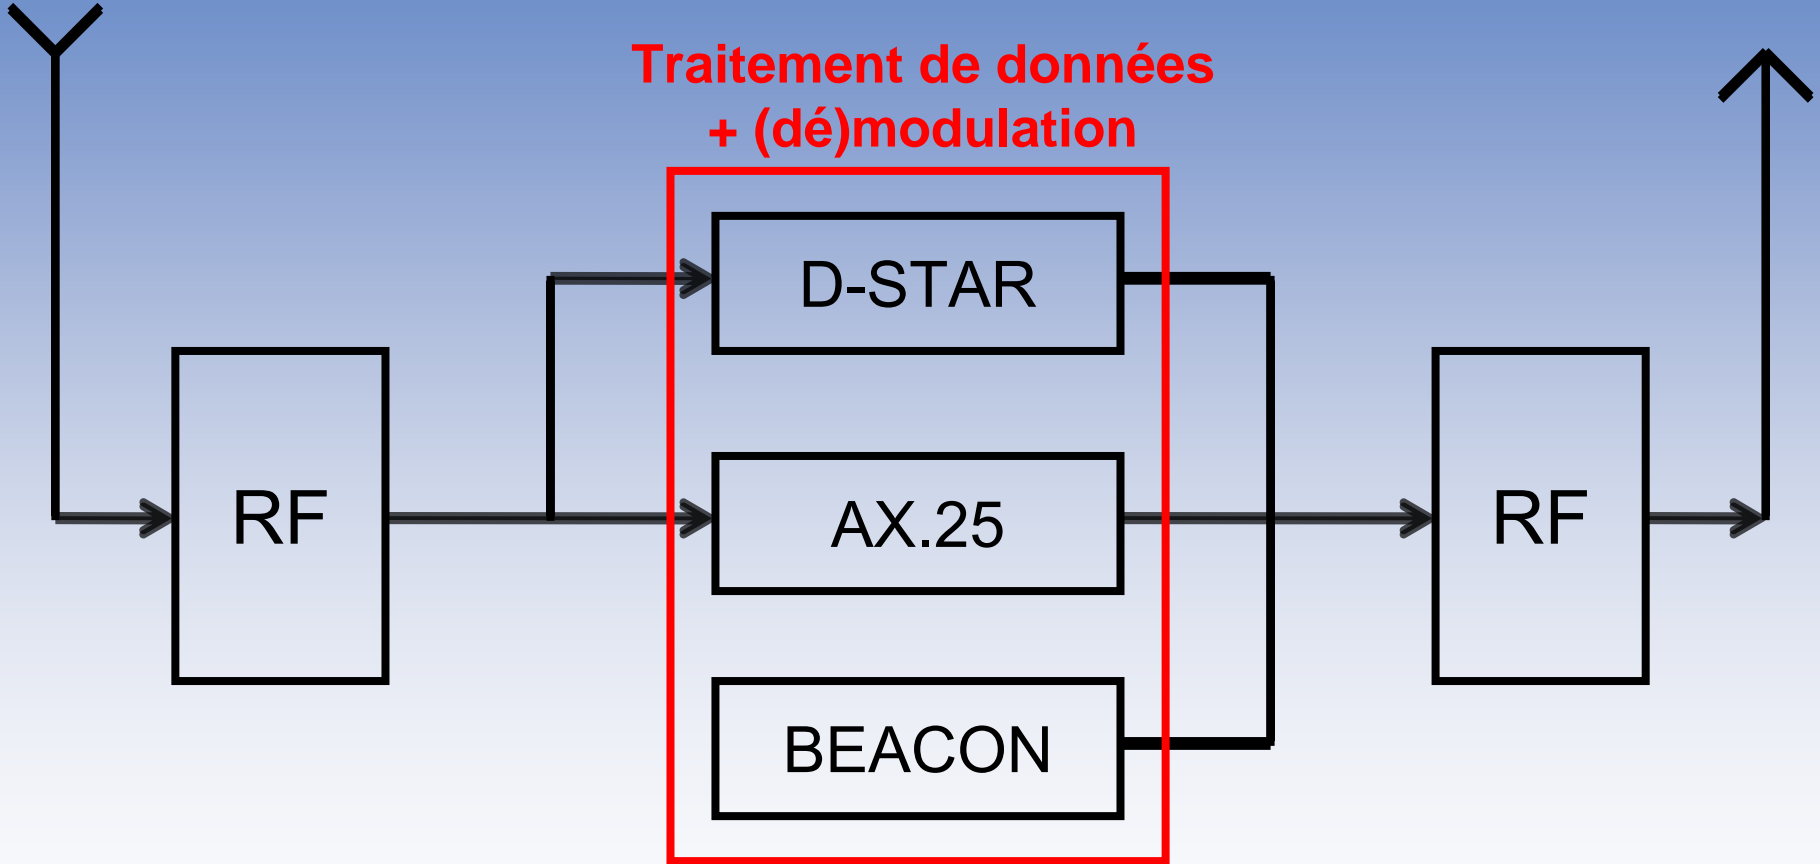 Traitement de données
+ (dé)modulation
D-STAR
RF
AX.25
RF
BEACON